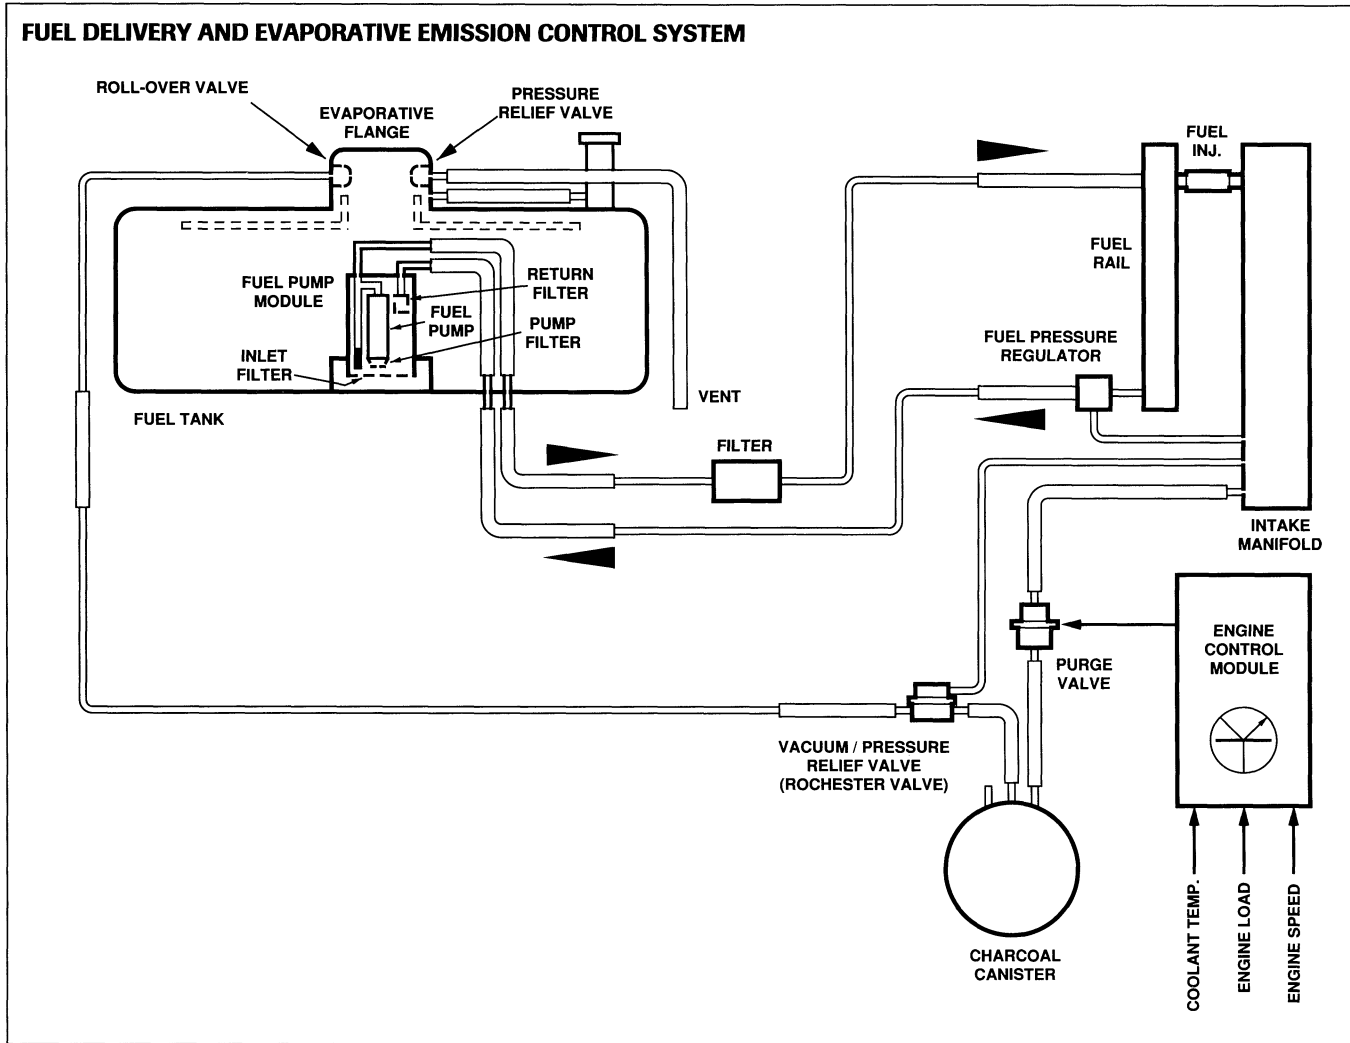 FUEL DELIVERY AND EVAPORATIVE EMISSION CONTROL SYSTEM
ROLL-OVER VALVE
EVAPORATIVE
FLANGE
PRESSURE
RELIEF VALVE
FUEL
INJ.
FUEL
RAIL
FUEL PUMP
MODULE
RETURN
FILTER
FUEL
PUMP
PUMP
FILTER
INLET
FILTER
FUEL PRESSURE
REGULATOR
VENT
FUEL TANK
FILTER
INTAKE
MANIFOLD
ENGINE
CONTROL
MODULE
PURGE
VALVE
VACUUM / PRESSURE
RELIEF VALVE
(ROCHESTER VALVE)
CHARCOAL
CANISTER
COOLANT TEMP.
ENGINE LOAD
ENGINE SPEED